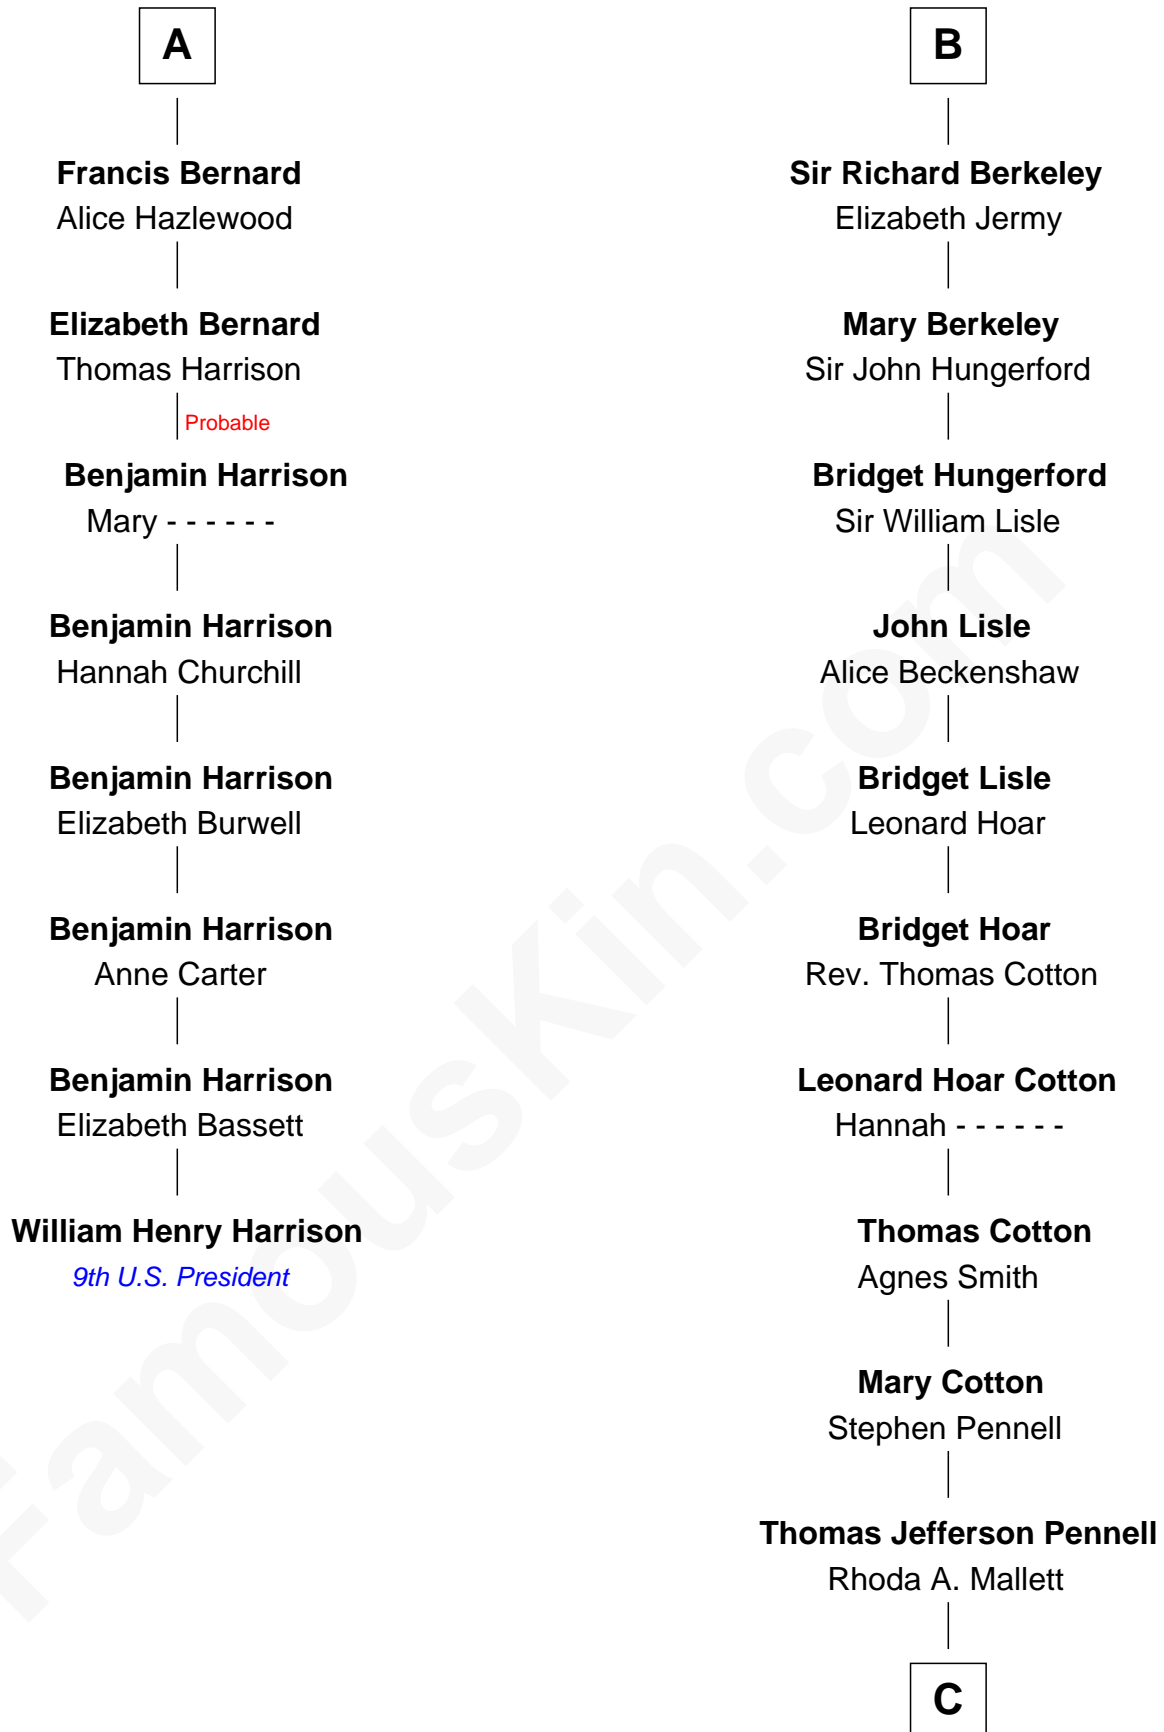 A
Francis Bernard
Alice Hazlewood
Elizabeth Bernard
Thomas Harrison
Probable
Benjamin Harrison
Mary - - - - - -
Benjamin Harrison
Hannah Churchill
Benjamin Harrison
Elizabeth Burwell
Benjamin Harrison
Anne Carter
Benjamin Harrison
Elizabeth Bassett
William Henry Harrison
9th U.S. President
B
Sir Richard Berkeley
Elizabeth Jermy
Mary Berkeley
Sir John Hungerford
Bridget Hungerford
Sir William Lisle
John Lisle
Alice Beckenshaw
Bridget Lisle
Leonard Hoar
Bridget Hoar
Rev. Thomas Cotton
Leonard Hoar Cotton
Hannah - - - - - -
Thomas Cotton
Agnes Smith
Mary Cotton
Stephen Pennell
Thomas Jefferson Pennell
Rhoda A. Mallett
C
FamousKin.com